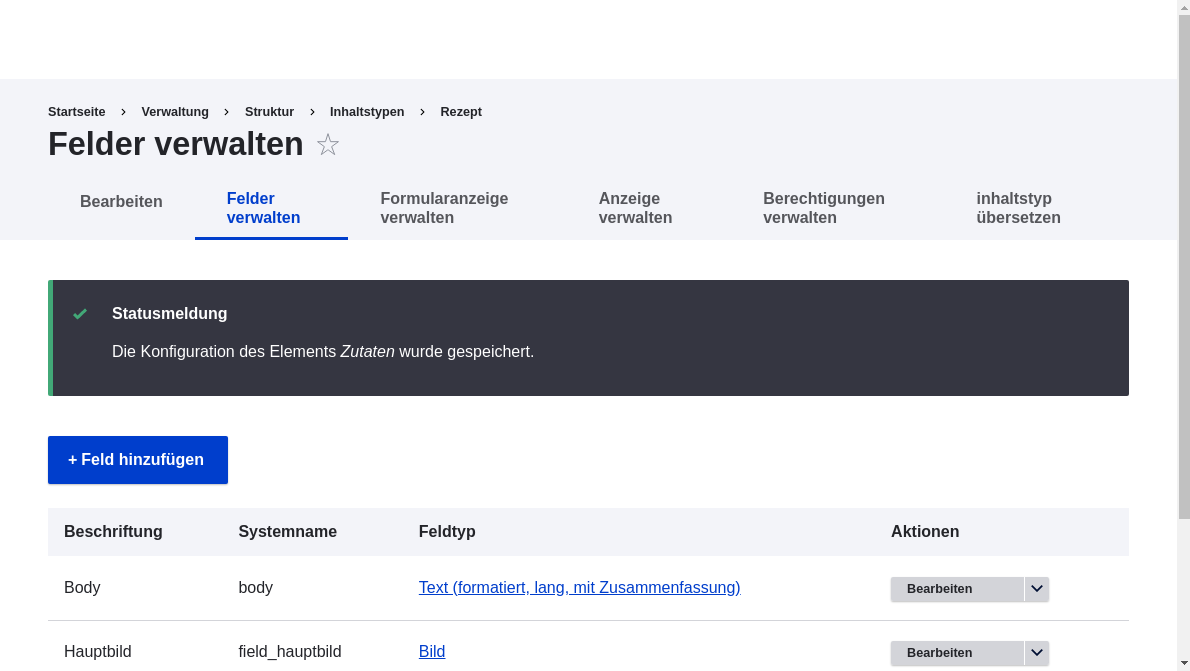 Startseite > Verwaltung > Struktur > Inhaltstypen > Rezept
Felder verwalten
Bearbeiten
Felder
verwalten
Formularanzeige
verwalten
Anzeige
verwalten
Berechtigungen
verwalten
inhaltstyp
übersetzen
Statusmeldung
Die Konfiguration des Elements Zutaten wurde gespeichert.
+ Feld hinzufügen
Beschriftung Systemname Feldtyp Aktionen
Body body Text (formatiert, lang, mit Zusammenfassung) Bearbeiten
Hauptbild field_hauptbild Bild Bearbeiten